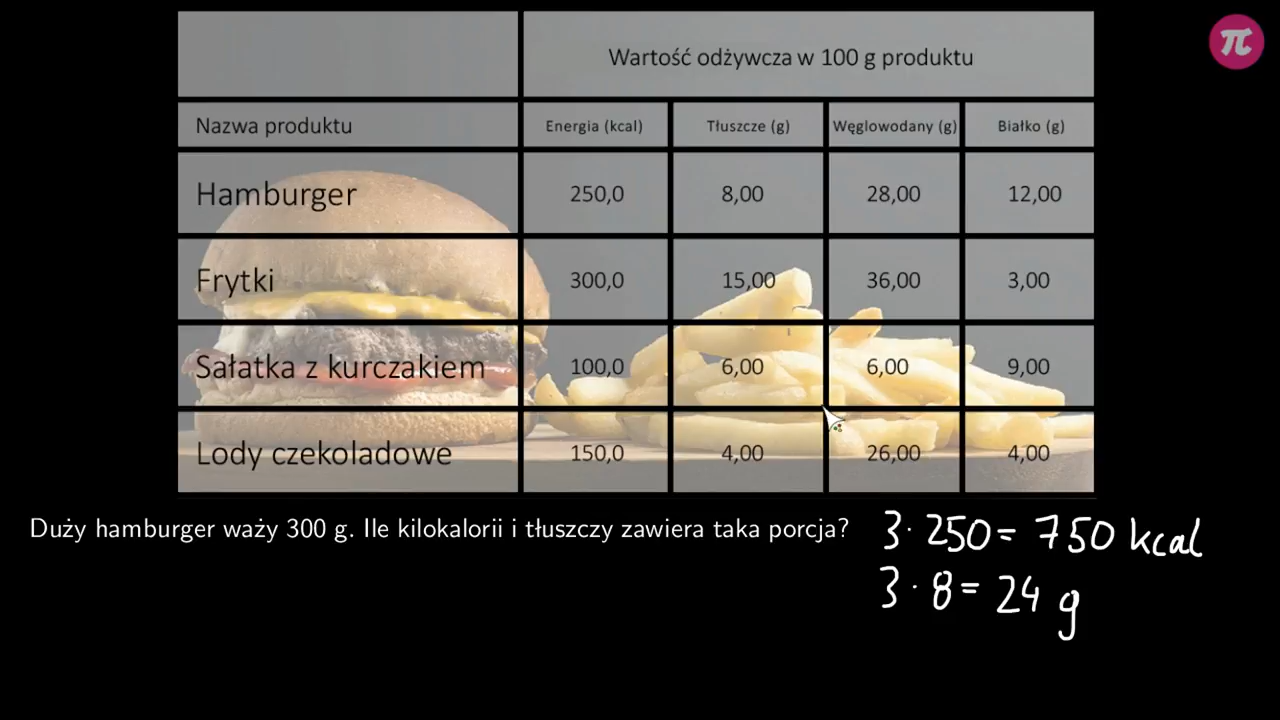 π
Wartość odżywcza w 100 g produktu
Nazwa produktu Energia (kcal) Tłuszcze (g) Węglowodany (g) Białko (g)
Hamburger 250,0 8,00 28,00 12,00
Frytki 300,0 15,00 36,00 3,00
Sałatka z kurczakiem 100,0 6,00 6,00 9,00
Lody czekoladowe 150,0 4,00 26,00 4,00
Duży hamburger waży 300 g. Ile kilokalorii i tłuszczy zawiera taka porcja? 3 · 250 = 750 kcal
3 · 8 = 24 g